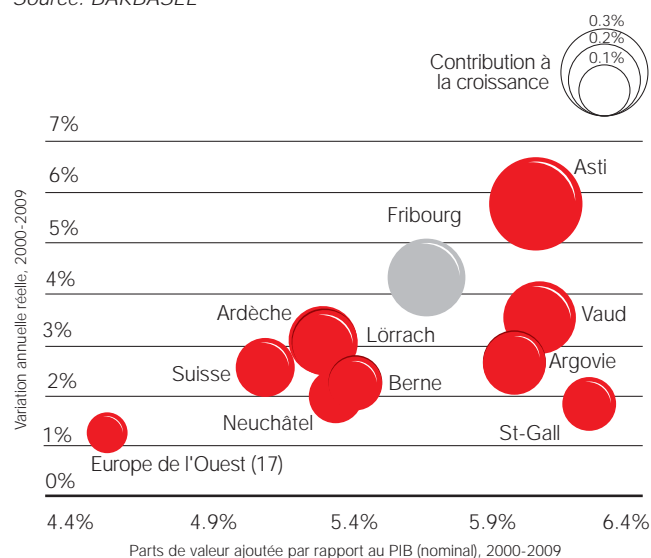 Source: BAKBASEL
0.3%
0.2%
0.1%
Contribution à
la croissance
7%
6%
5%
4%
3%
2%
1%
0%
Variation annuelle réelle, 2000-2009
Asti
Fribourg
Ardèche
Lörrach
Vaud
Suisse
Berne
Argovie
Neuchâtel
St-Gall
Europe de l'Ouest (17)
4.4% 4.9% 5.4% 5.9% 6.4%
Parts de valeur ajoutée par rapport au PIB (nominal), 2000-2009